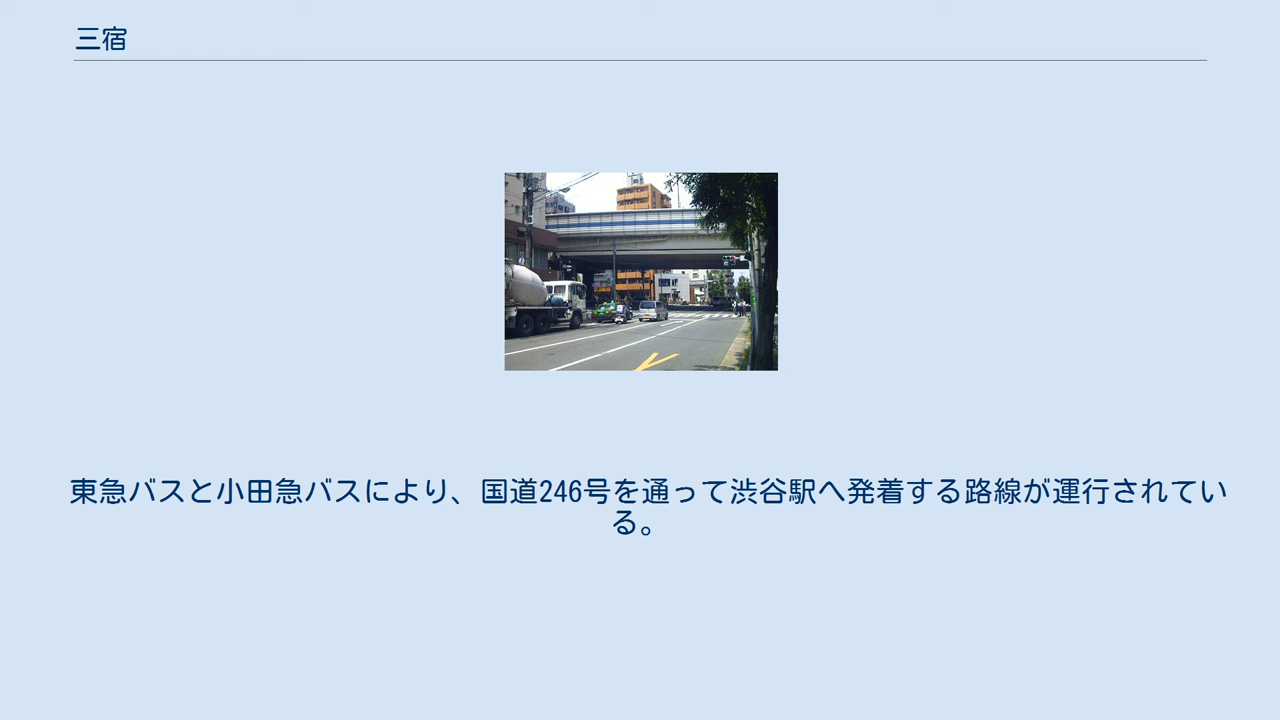 三宿
東急バスと小田急バスにより、国道246号を通って渋谷駅へ発着する路線が運行されてい
る。